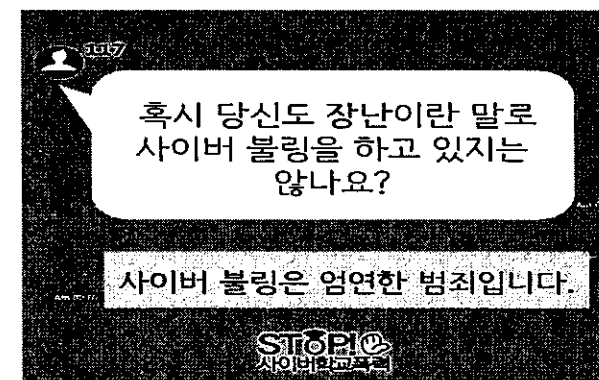 117
혹시 당신도 장난이란 말로
사이버 불링을 하고 있지는
않나요?
사이버 불링은 엄연한 범죄입니다.
STOP!
사이버학교폭력